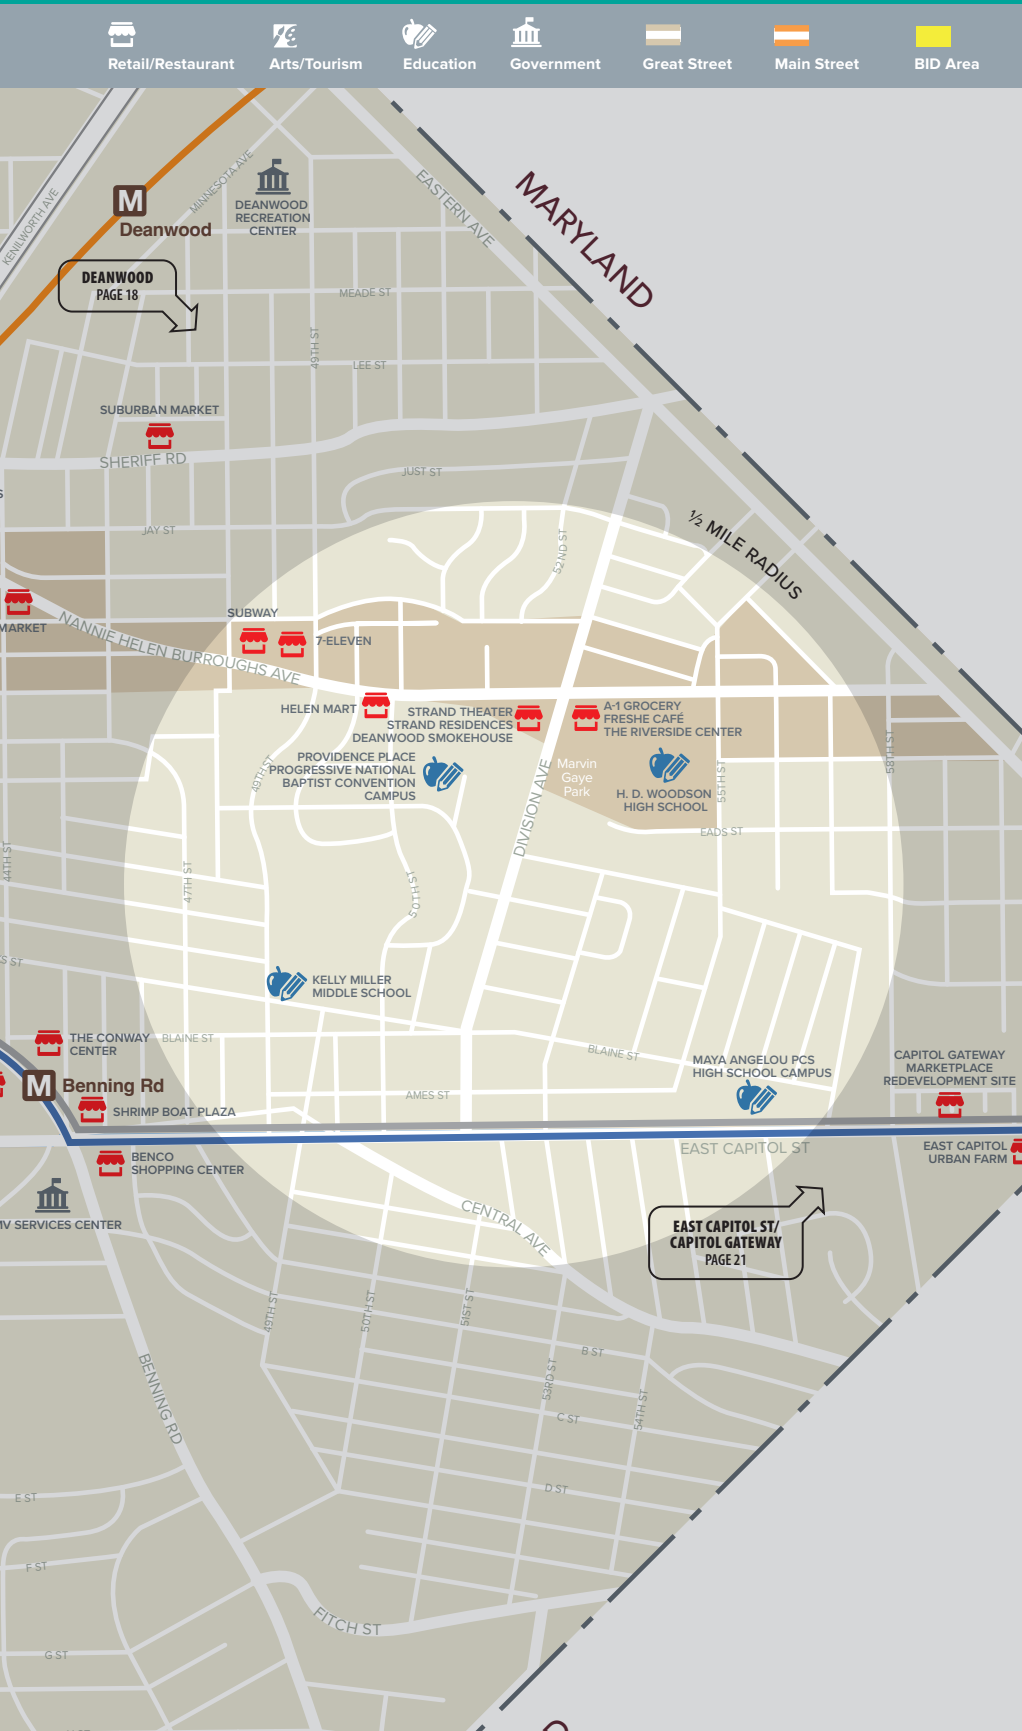 Retail/Restaurant
Arts/Tourism
Education
Government
Great Street
Main Street
BID Area
KENILWORTH AVE
MINNESOTA AVE
DEANWOOD
RECREATION
CENTER
M
Deanwood
EASTERN AVE
MARYLAND
DEANWOOD
PAGE 18
MEADE ST
49TH ST
LEE ST
SUBURBAN MARKET
SHERIFF RD
JUST ST
S
JAY ST
52ND ST
½ MILE RADIUS
MARKET
NANNIE HELEN BURROUGHS AVE
SUBWAY
7-ELEVEN
HELEN MART
STRAND THEATER
STRAND RESIDENCES
DEANWOOD SMOKEHOUSE
A-1 GROCERY
FRESHE CAFÉ
THE RIVERSIDE CENTER
PROVIDENCE PLACE
PROGRESSIVE NATIONAL
BAPTIST CONVENTION
CAMPUS
49TH ST
Marvin
Gaye
Park
DIVISION AVE
H. D. WOODSON
HIGH SCHOOL
55TH ST
58TH ST
EADS ST
44TH ST
47TH ST
50TH ST
S ST
KELLY MILLER
MIDDLE SCHOOL
THE CONWAY
CENTER
BLAINE ST
BLAINE ST
MAYA ANGELOU PCS
HIGH SCHOOL CAMPUS
CAPITOL GATEWAY
MARKETPLACE
REDEVELOPMENT SITE
M
Benning Rd
AMES ST
SHRIMP BOAT PLAZA
EAST CAPITOL ST
EAST CAPITOL
URBAN FARM
BENCO
SHOPPING CENTER
MV SERVICES CENTER
CENTRAL AVE
EAST CAPITOL ST/
CAPITOL GATEWAY
PAGE 21
49TH ST
50TH ST
51ST ST
B ST
53RD ST
54TH ST
BENNING RD
C ST
D ST
E ST
F ST
FITCH ST
G ST